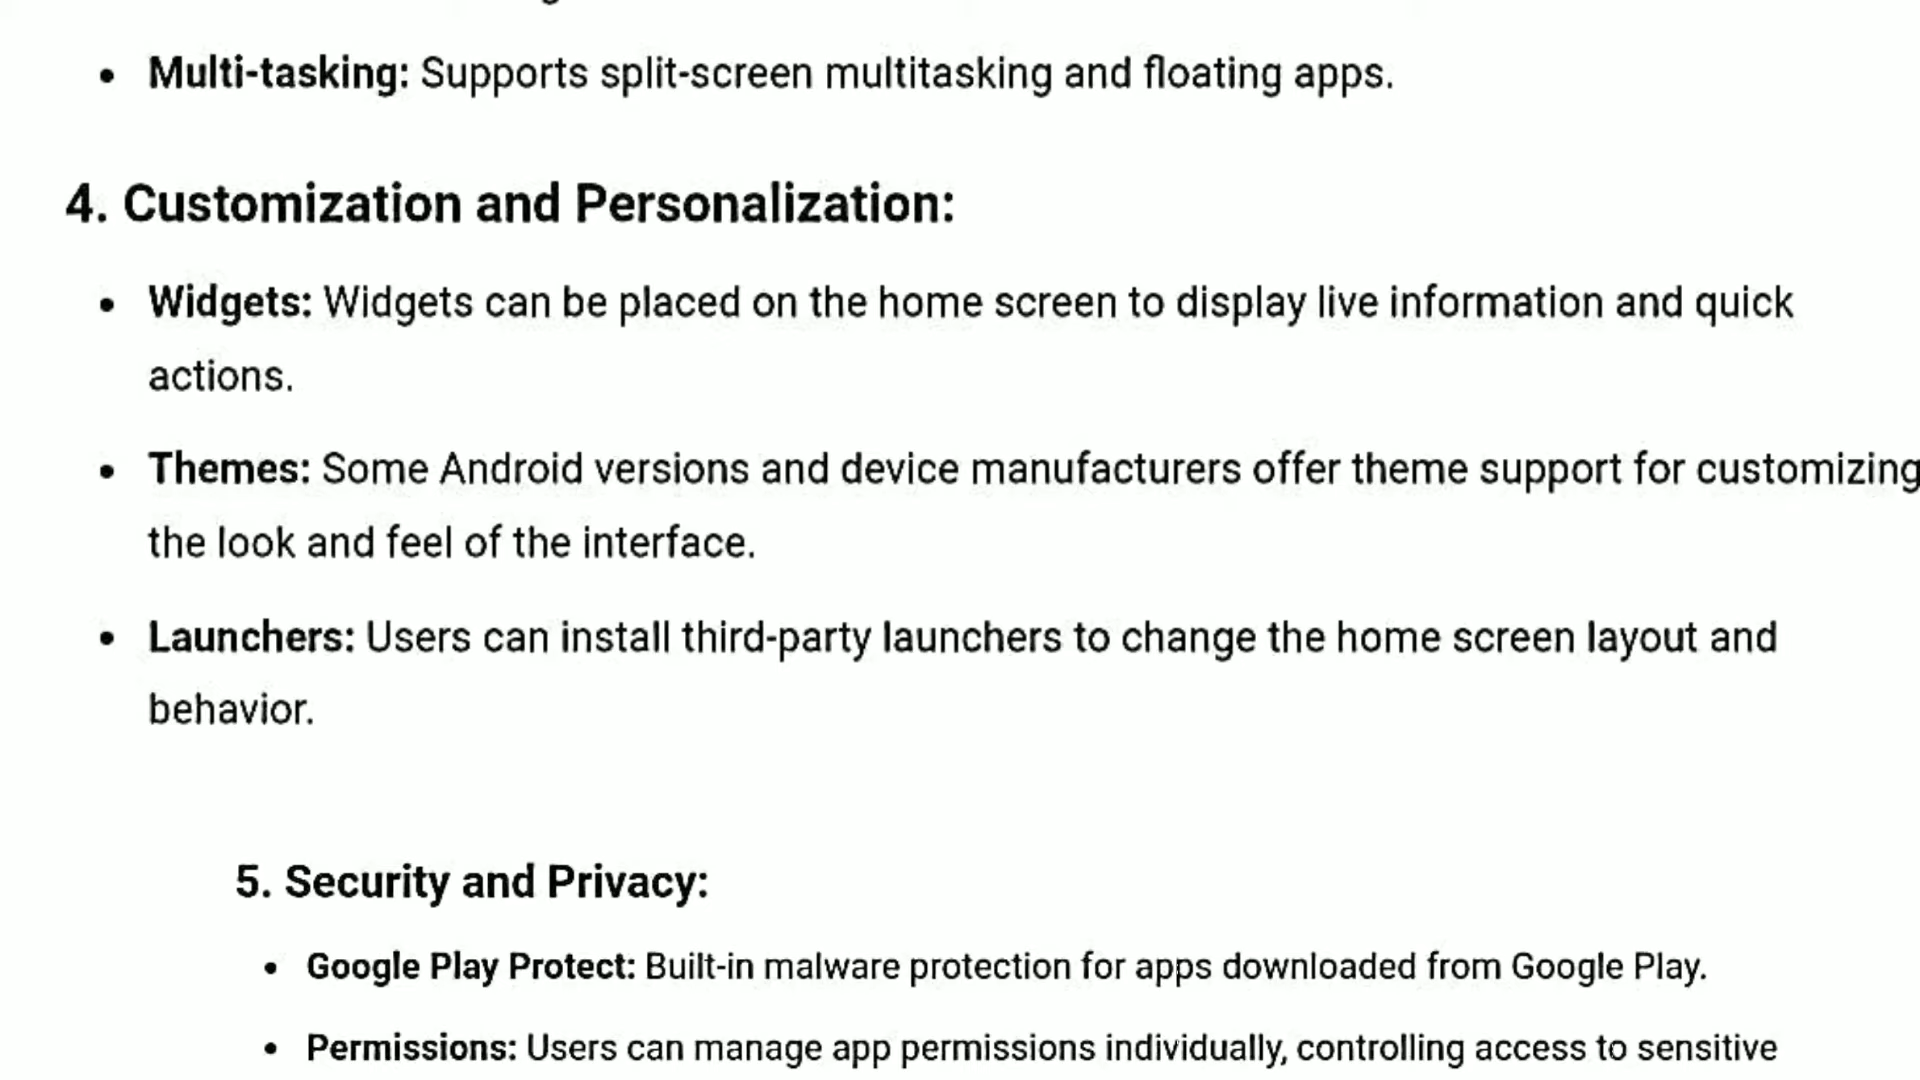 • Multi-tasking: Supports split-screen multitasking and floating apps.
4. Customization and Personalization:
• Widgets: Widgets can be placed on the home screen to display live information and quick
actions.
• Themes: Some Android versions and device manufacturers offer theme support for customizing
the look and feel of the interface.
• Launchers: Users can install third-party launchers to change the home screen layout and
behavior.
5. Security and Privacy:
• Google Play Protect: Built-in malware protection for apps downloaded from Google Play.
• Permissions: Users can manage app permissions individually, controlling access to sensitive